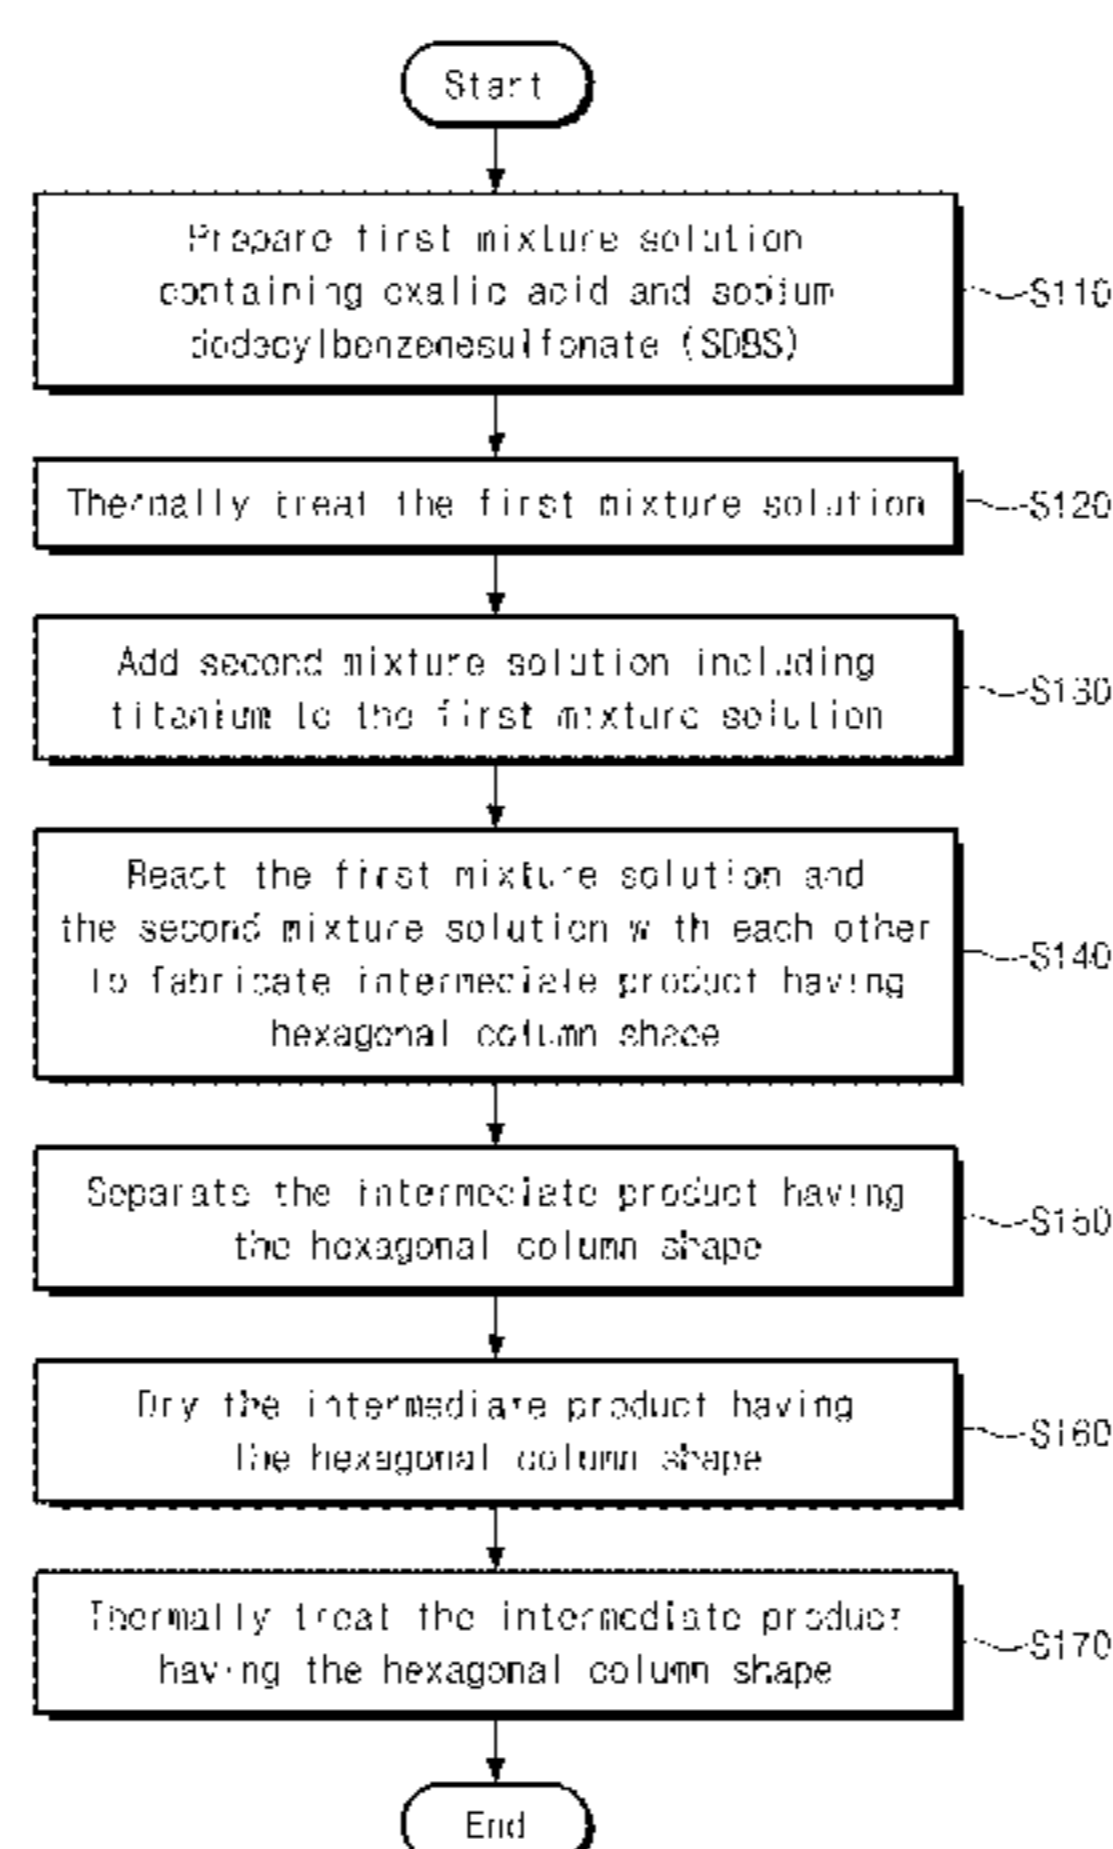 Start
Prepare first mixture solution
containing oxalic acid and sodium
dodecylbenzenesulfonate (SDBS)
S110
Thermally treat the first mixture solution
S120
Add second mixture solution including
titanium to the first mixture solution
S130
React the first mixture solution and
the second mixture solution with each other
to fabricate intermediate product having
hexagonal column shape
S140
Separate the intermediate product having
the hexagonal column shape
S150
Dry the intermediate product having
the hexagonal column shape
S160
Thermally treat the intermediate product
having the hexagonal column shape
S170
End